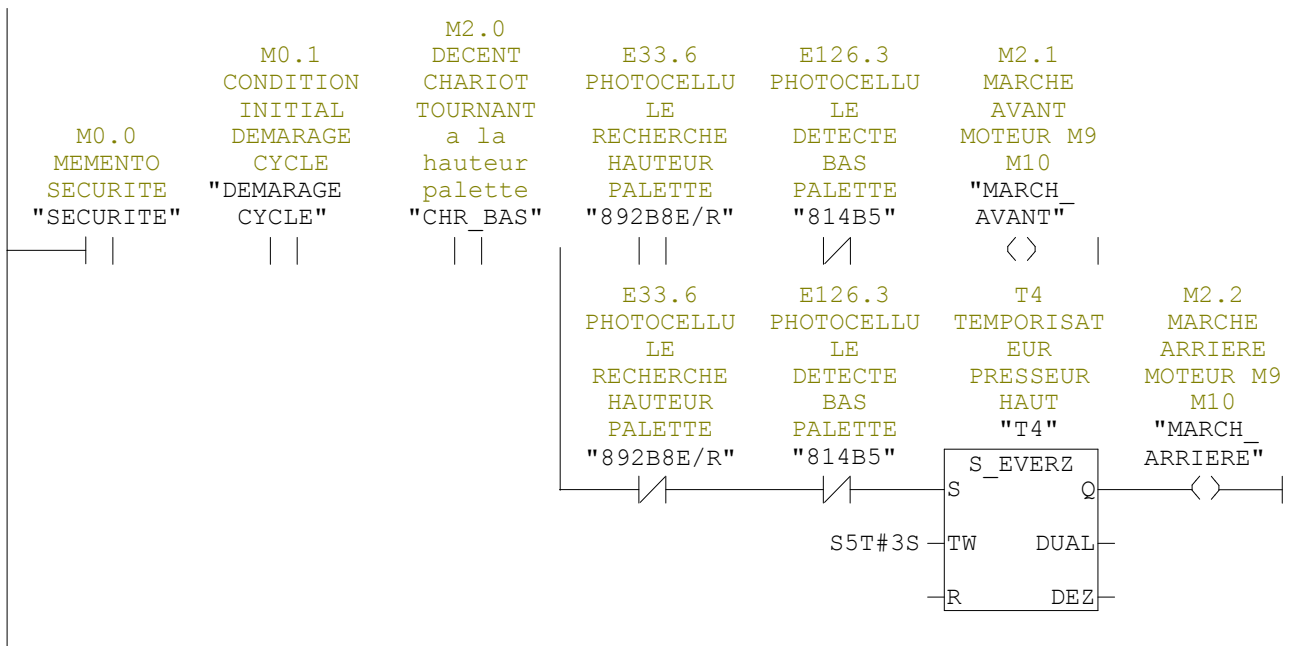 M0.0
MEMENTO
SECURITE
"SECURITE"
M0.1
CONDITION
INITIAL
DEMARAGE
CYCLE
"DEMARAGE
CYCLE"
M2.0
DECENT
CHARIOT
TOURNANT
a la
hauteur
palette
"CHR_BAS"
E33.6
PHOTOCELLU
LE
RECHERCHE
HAUTEUR
PALETTE
"892B8E/R"
E126.3
PHOTOCELLU
LE
DETECTE
BAS
PALETTE
"814B5"
M2.1
MARCHE
AVANT
MOTEUR M9
M10
"MARCH_
AVANT"
E33.6
PHOTOCELLU
LE
RECHERCHE
HAUTEUR
PALETTE
"892B8E/R"
E126.3
PHOTOCELLU
LE
DETECTE
BAS
PALETTE
"814B5"
T4
TEMPORISAT
EUR
PRESSEUR
HAUT
"T4"
S_EVERZ
S Q
S5T#3S TW DUAL
R DEZ
M2.2
MARCHE
ARRIERE
MOTEUR M9
M10
"MARCH_
ARRIERE"